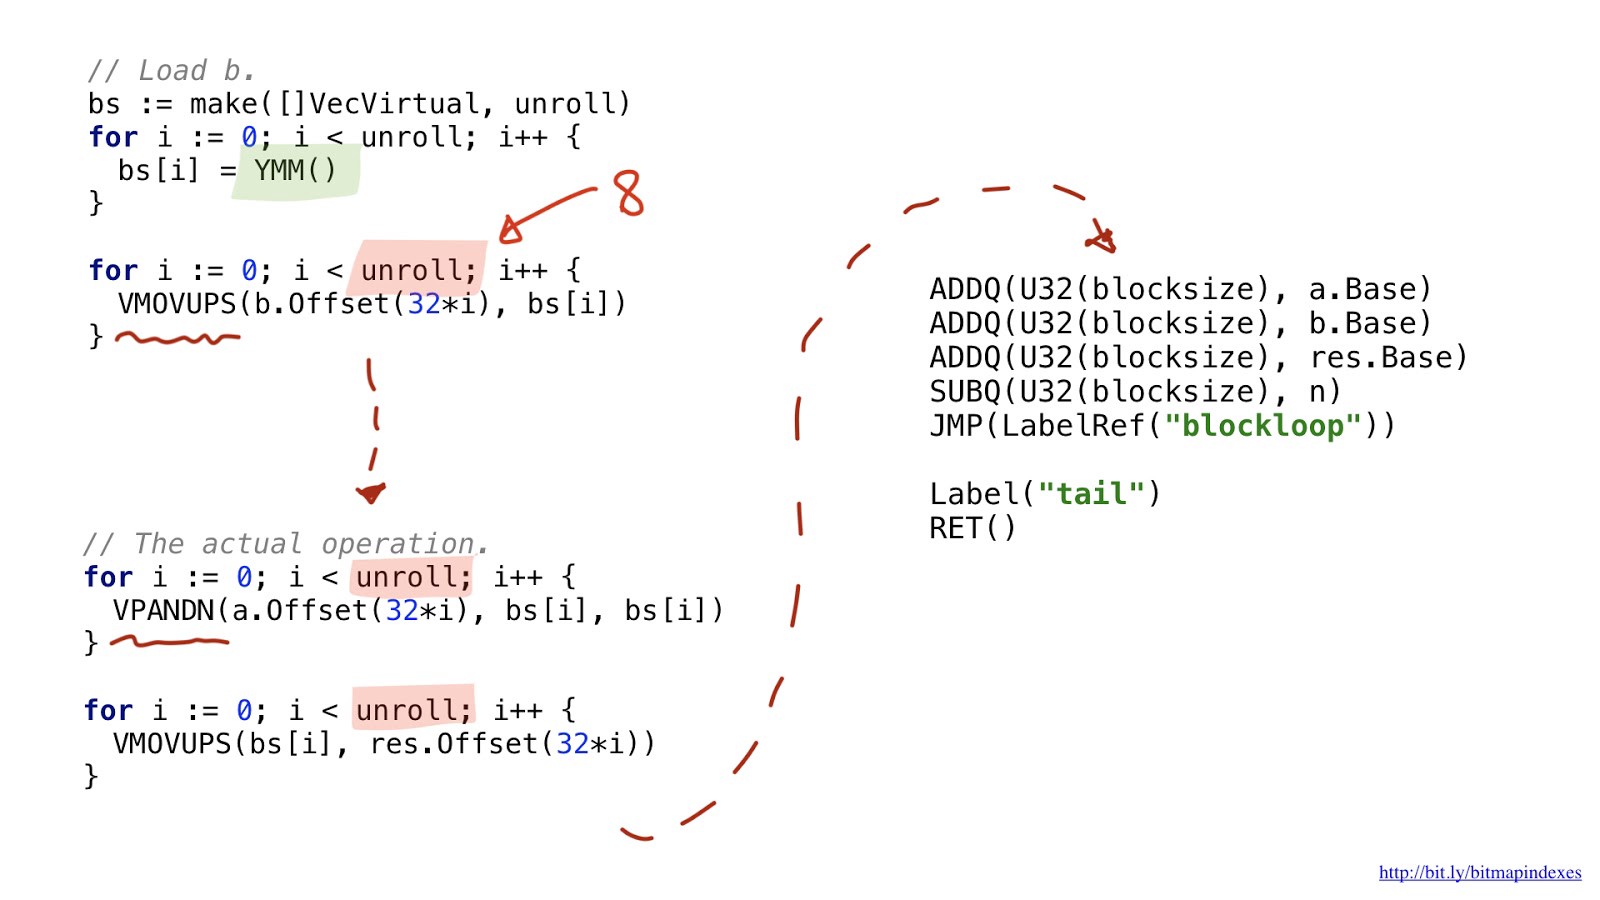 // Load b.
bs := make([]VecVirtual, unroll)
for i := 0; i < unroll; i++ {
  bs[i] = YMM()
}
8
for i := 0; i < unroll; i++ {
  VMOVUPS(b.Offset(32*i), bs[i])
}
// The actual operation.
for i := 0; i < unroll; i++ {
  VPANDN(a.Offset(32*i), bs[i], bs[i])
}
for i := 0; i < unroll; i++ {
  VMOVUPS(bs[i], res.Offset(32*i))
}
ADDQ(U32(blocksize), a.Base)
ADDQ(U32(blocksize), b.Base)
ADDQ(U32(blocksize), res.Base)
SUBQ(U32(blocksize), n)
JMP(LabelRef("blockloop"))
Label("tail")
RET()
http://bit.ly/bitmapindexes